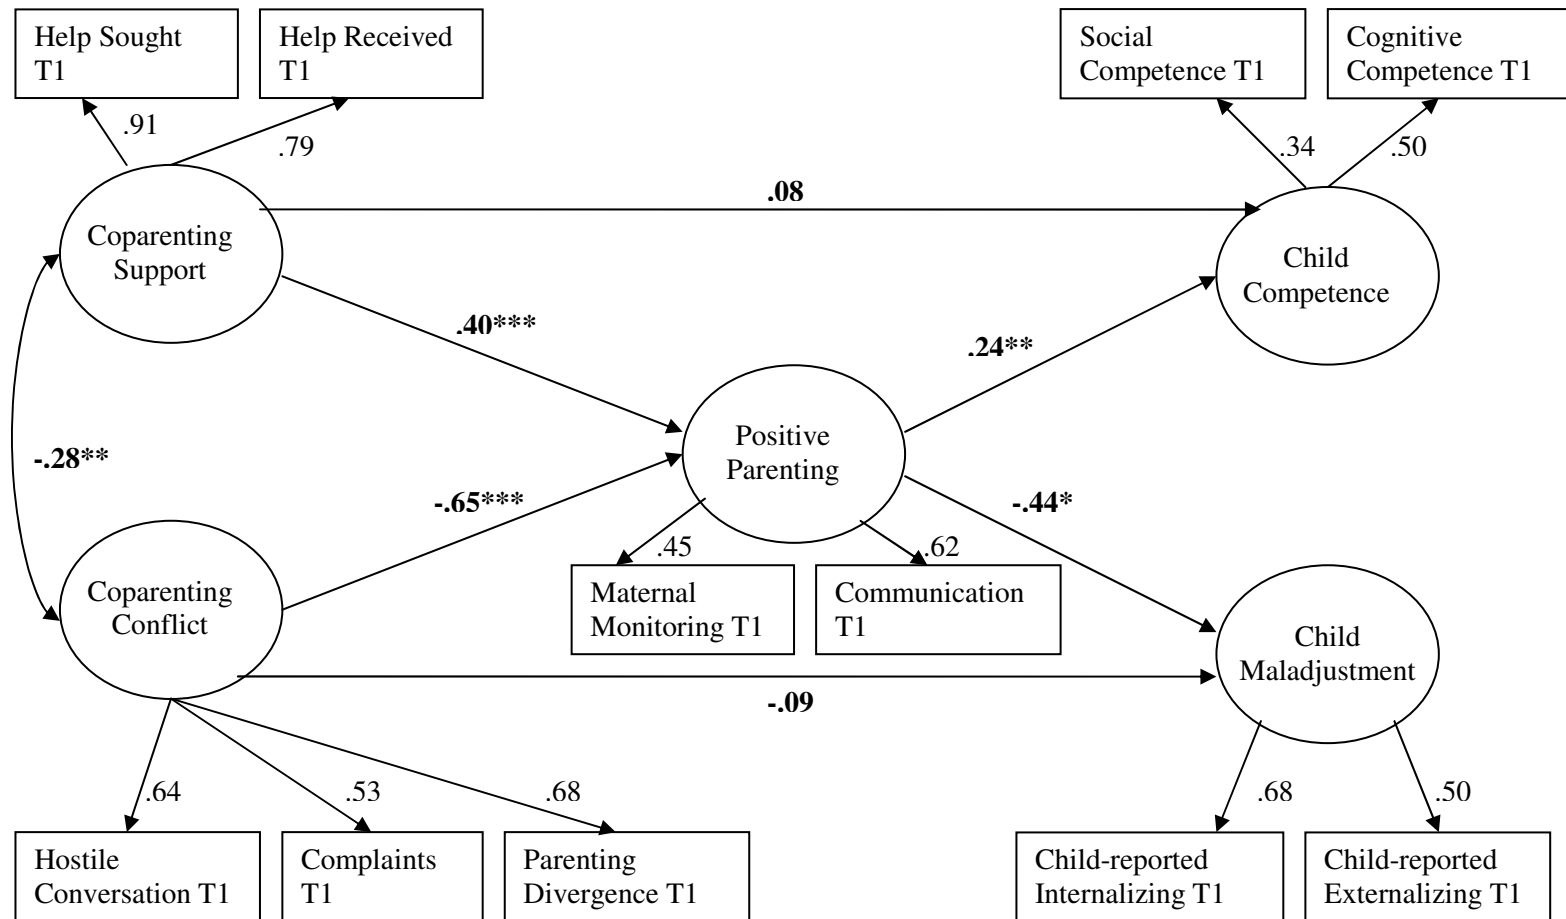 Help Sought
T1
Help Received
T1
Social
Competence T1
Cognitive
Competence T1
.91
.79
.34
.50
.08
Coparenting
Support
Child
Competence
.40***
.24**
-.28**
Positive
Parenting
-.65***
-.44*
.45
.62
Coparenting
Conflict
Maternal
Monitoring T1
Communication
T1
Child
Maladjustment
-.09
.64
.53
.68
.68
.50
Hostile
Conversation T1
Complaints
T1
Parenting
Divergence T1
Child-reported
Internalizing T1
Child-reported
Externalizing T1